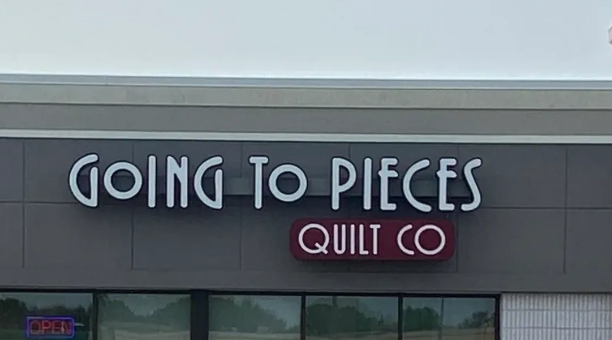 GOING TO PIECES
QUILT CO
OPEN